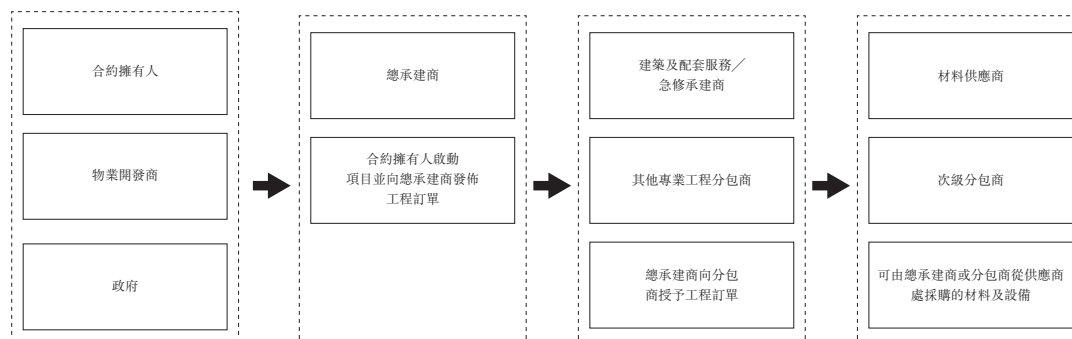 合約擁有人
物業開發商
政府
總承建商
合約擁有人啟動
項目並向總承建商發佈
工程訂單
建築及配套服務╱
急修承建商
其他專業工程分包商
總承建商向分包
商授予工程訂單
材料供應商
次級分包商
可由總承建商或分包商從供應商
處採購的材料及設備